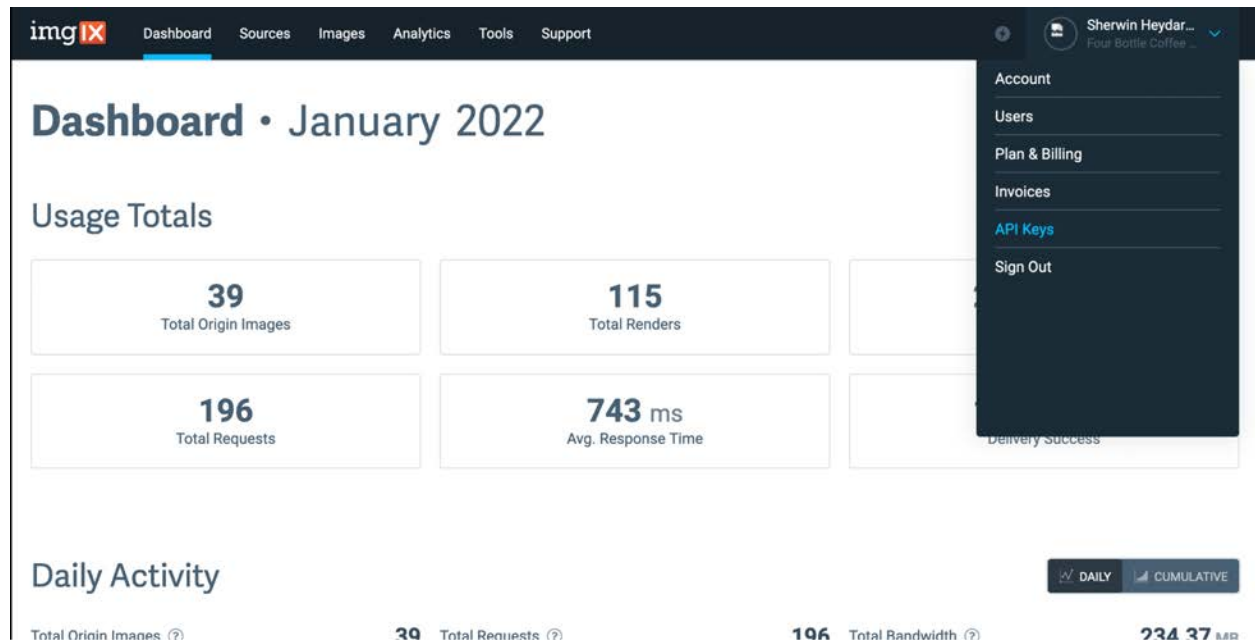 imgix
Dashboard Sources Images Analytics Tools Support
Sherwin Heydar...
Four Bottle Coffee ...
Account
Users
Plan & Billing
Invoices
API Keys
Sign Out
Dashboard • January 2022
Usage Totals
39
Total Origin Images
115
Total Renders
196
Total Requests
743 ms
Avg. Response Time
Delivery Success
Daily Activity
DAILY CUMULATIVE
Total Origin Images 39 Total Requests 196 Total Bandwidth 234.37 MB